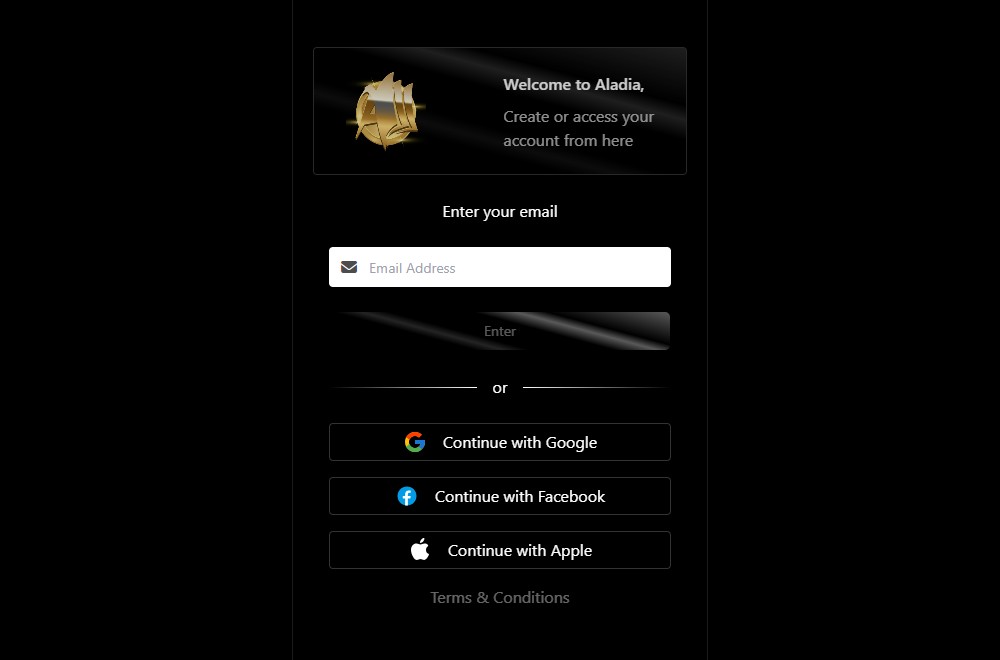 Welcome to Aladia,
Create or access your
account from here
Enter your email
Email Address
Enter
or
Continue with Google
Continue with Facebook
Continue with Apple
Terms & Conditions